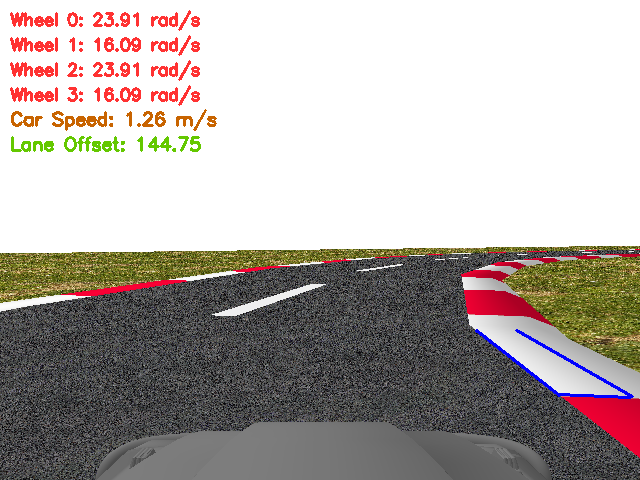 Wheel 0: 23.91 rad/s
Wheel 1: 16.09 rad/s
Wheel 2: 23.91 rad/s
Wheel 3: 16.09 rad/s
Car Speed: 1.26 m/s
Lane Offset: 144.75